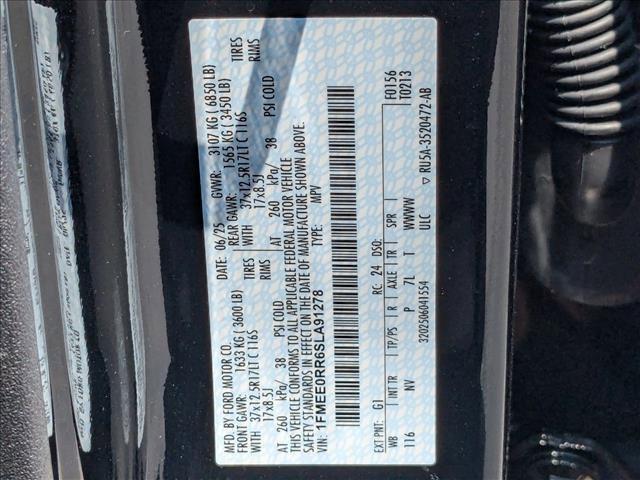 MFD. BY FORD MOTOR CO.
DATE: 06/25 GVWR: 3107 KG ( 6850 LB)
FRONT GAWR: 1633 KG ( 3600 LB) REAR GAWR: 1565 KG ( 3450 LB)
WITH 37x12.5R17LT C 116S TIRES WITH 37x12.5R17LT C 116S TIRES
17x8.5J RIMS 17x8.5J RIMS
AT 260 kPa/ 38 PSI COLD AT 260 kPa/ 38 PSI COLD
THIS VEHICLE CONFORMS TO ALL APPLICABLE FEDERAL MOTOR VEHICLE
SAFETY STANDARDS IN EFFECT ON THE DATE OF MANUFACTURE SHOWN ABOVE.
VIN: 1FMEE0RR6SLA91278 TYPE: MPV
F0156
T0213
EXT PNT: G1 RC: 24 DSO:
WB INT TR TP/PS R AXLE TR SPR
116 NV P 7L T WWWW
ULC
3202506041554
RU5A-3520472-AB